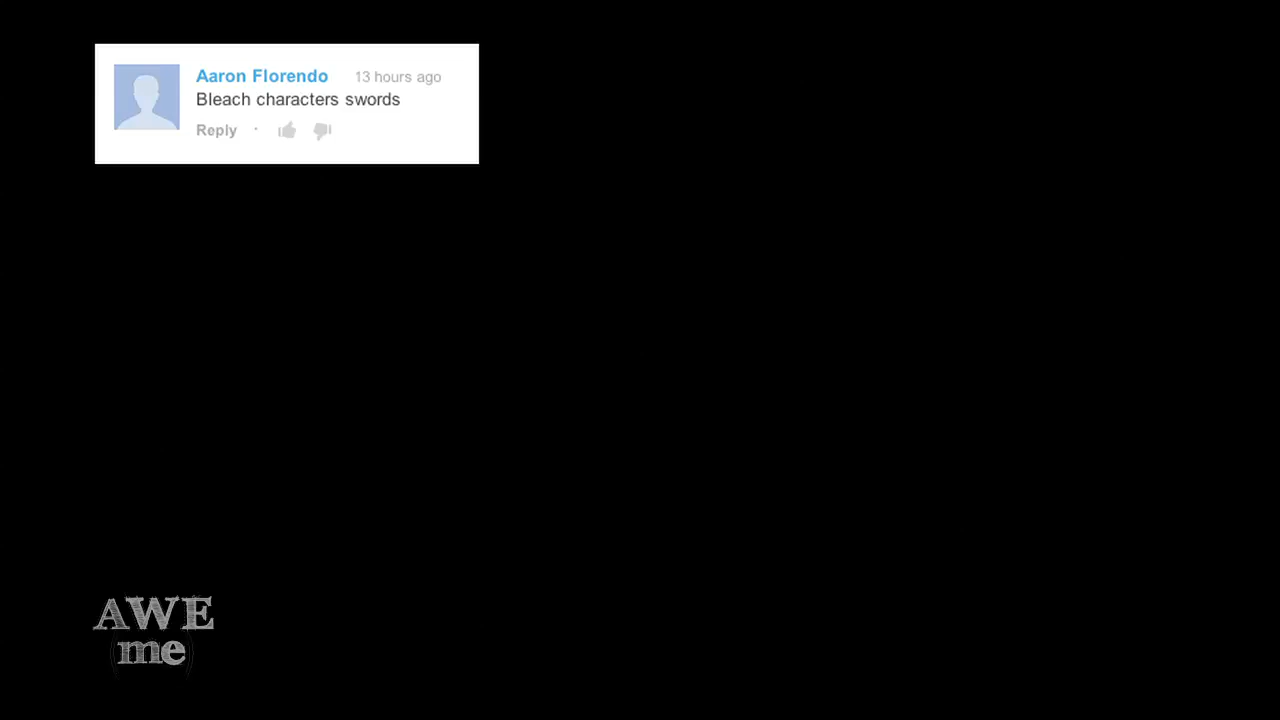 Aaron Florendo 13 hours ago
Bleach characters swords
Reply ·
AWE
(me)